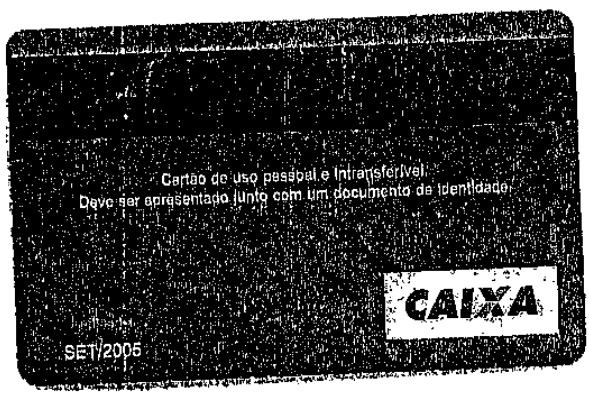 Cartão de uso pessoal e intransferível.
Deve ser apresentado junto com um documento de identidade.
CAIXA
SET/2005